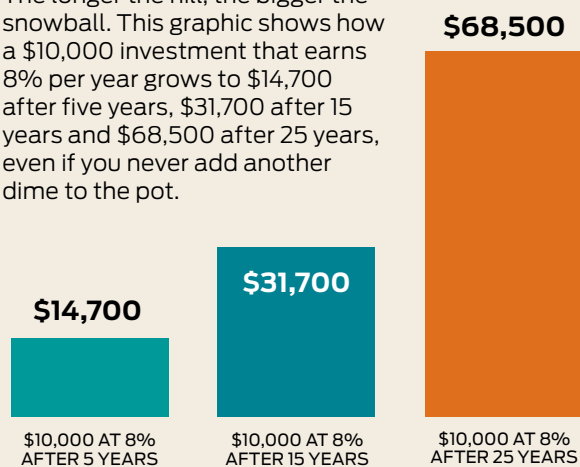 The longer the hill, the bigger the
snowball. This graphic shows how
a $10,000 investment that earns
8% per year grows to $14,700
after five years, $31,700 after 15
years and $68,500 after 25 years,
even if you never add another
dime to the pot.
$14,700
$31,700
$68,500
$10,000 AT 8%
AFTER 5 YEARS
$10,000 AT 8%
AFTER 15 YEARS
$10,000 AT 8%
AFTER 25 YEARS